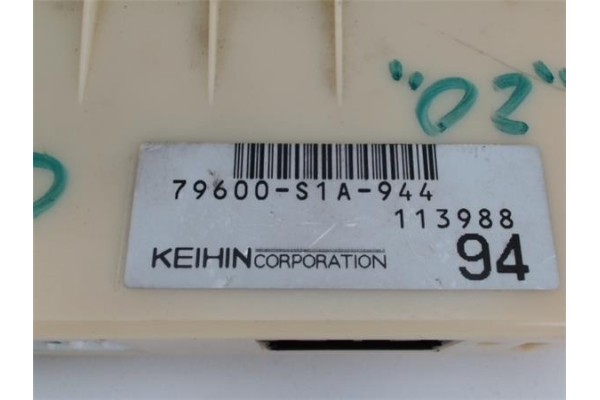 "02"
79600-S1A-944
113988
KEIHIN CORPORATION 94